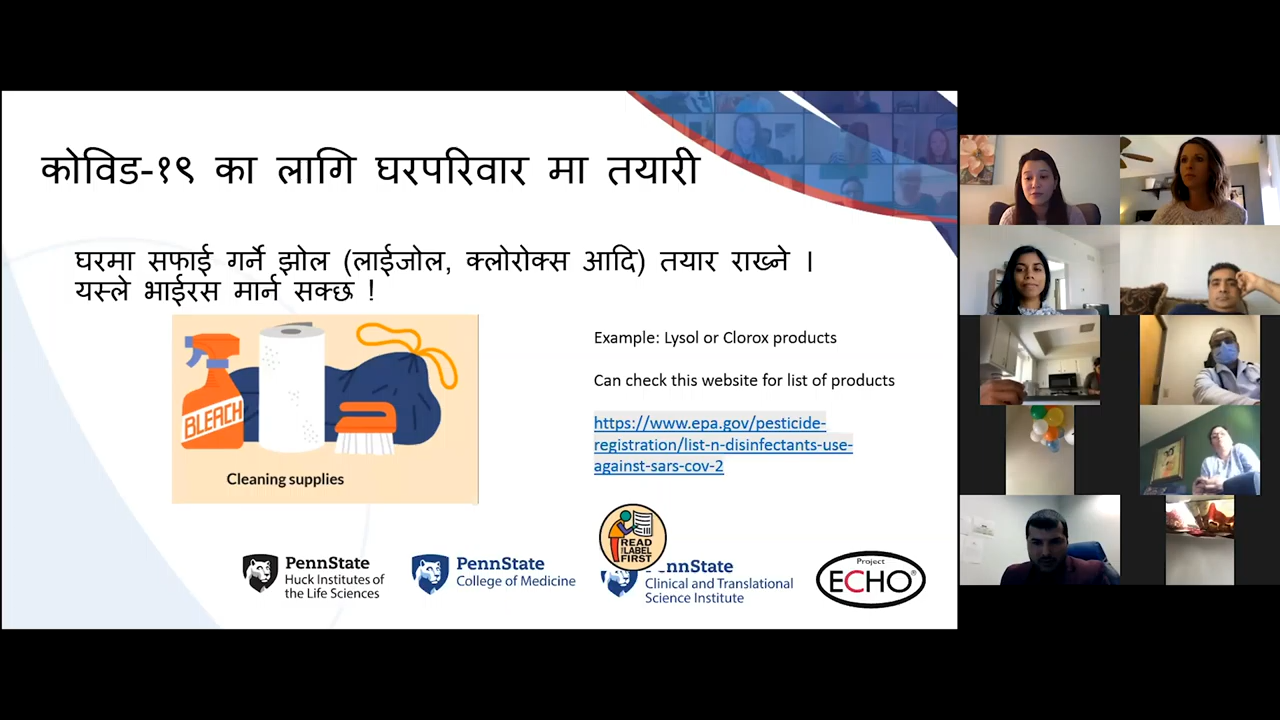 कोविड-१९ का लागि घरपरिवार मा तयारी
घरमा सफाई गर्ने झोल (लाईजोल, क्लोरोक्स आदि) तयार राख्ने ।
यस्ले भाईरस मार्न सक्छ !
BLEACH
Cleaning supplies
Example: Lysol or Clorox products
Can check this website for list of products
https://www.epa.gov/pesticide-
registration/list-n-disinfectants-use-
against-sars-cov-2
READ
THE LABEL
FIRST
PennState
Huck Institutes of
the Life Sciences
PennState
College of Medicine
PennState
Clinical and Translational
Science Institute
Project
ECHO®